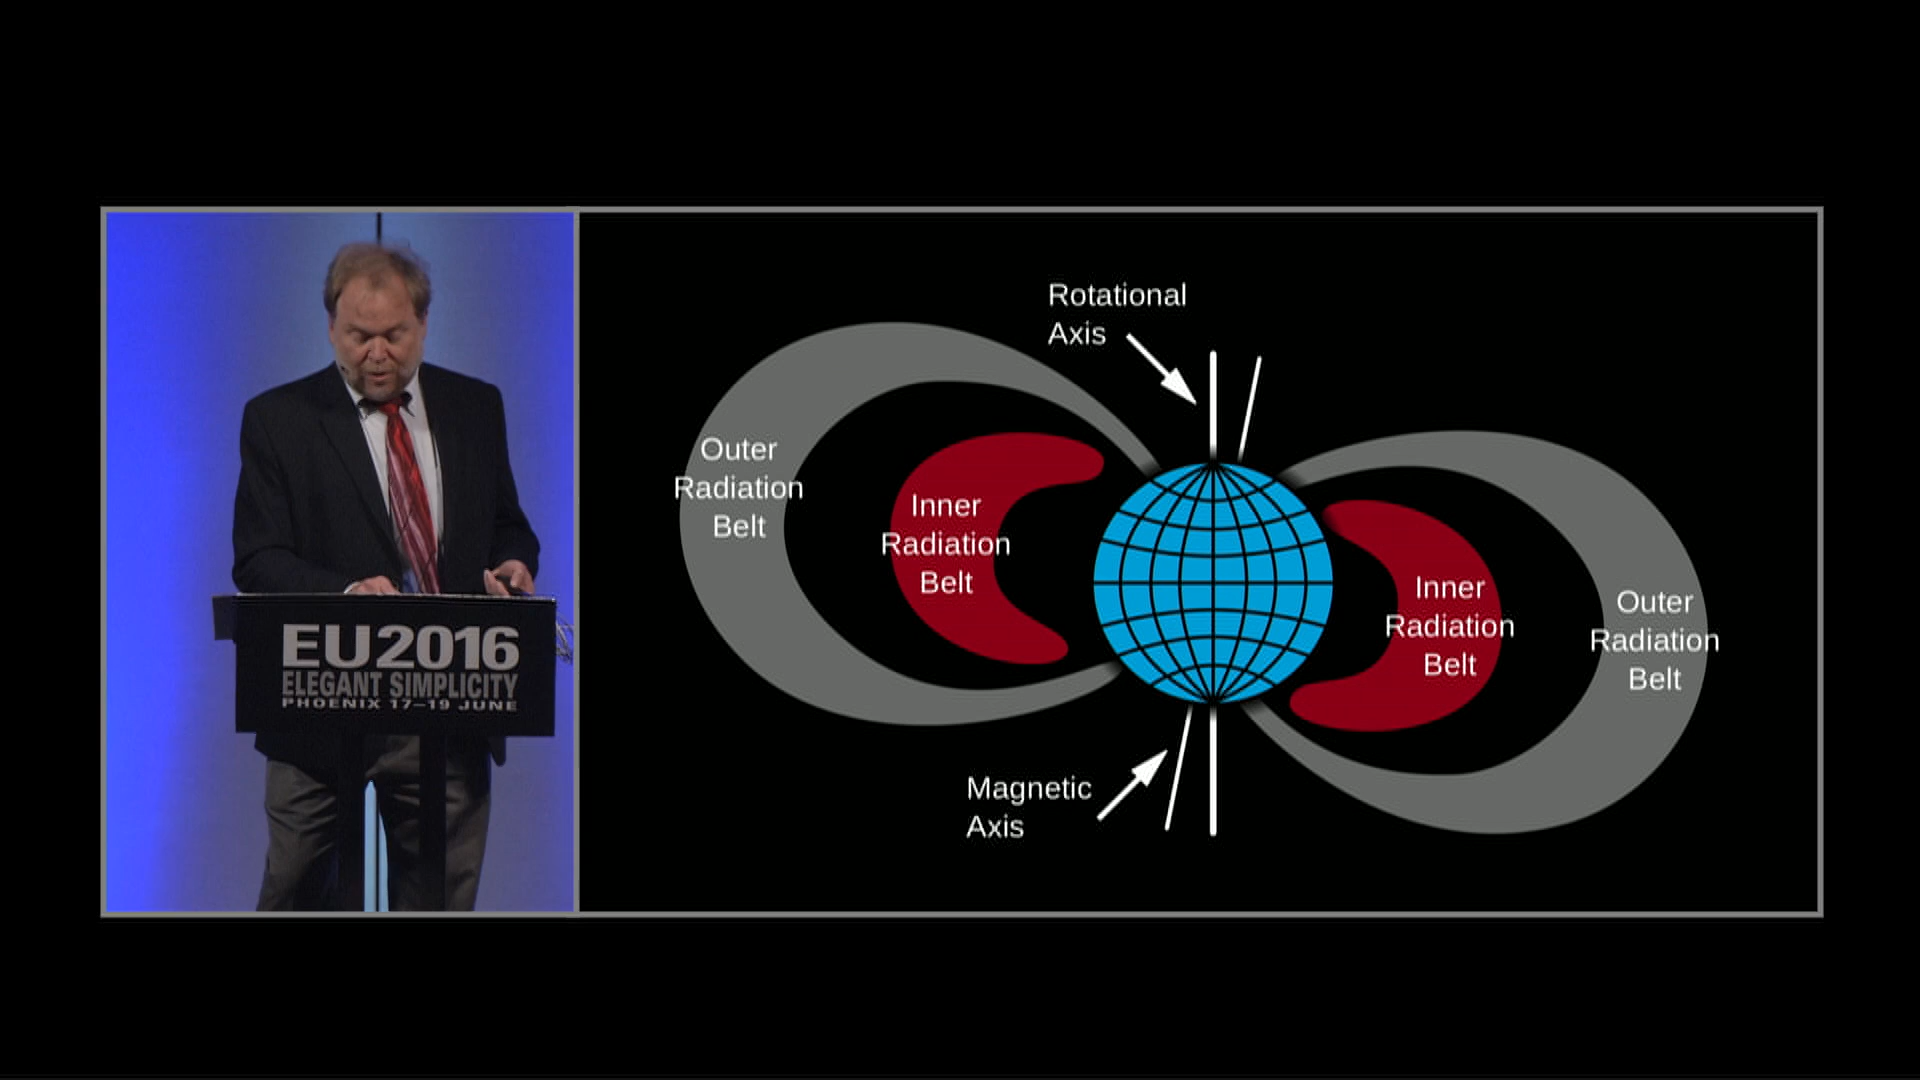 EU2016
ELEGANT SIMPLICITY
PHOENIX 17–19 JUNE
Rotational
Axis
Outer
Radiation
Belt
Inner
Radiation
Belt
Inner
Radiation
Belt
Outer
Radiation
Belt
Magnetic
Axis